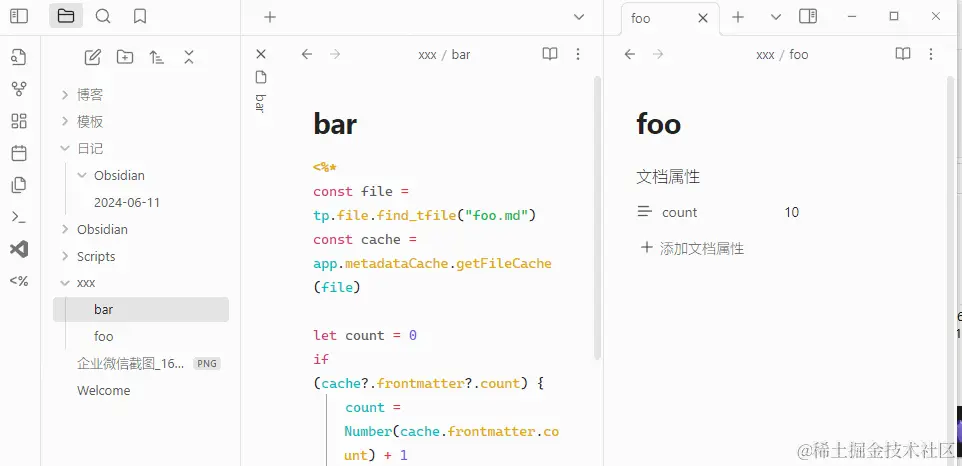 foo
xxx / bar
xxx / foo
博客
模板
日记
Obsidian
2024-06-11
Obsidian
Scripts
xxx
bar
foo
企业微信截图_16... PNG
Welcome
<%
bar
bar
<%*
const file =
tp.file.find_tfile("foo.md")
const cache =
app.metadataCache.getFileCache
(file)
let count = 0
if
(cache?.frontmatter?.count) {
count =
Number(cache.frontmatter.co
unt) + 1
foo
文档属性
count 10
添加文档属性
@稀土掘金技术社区